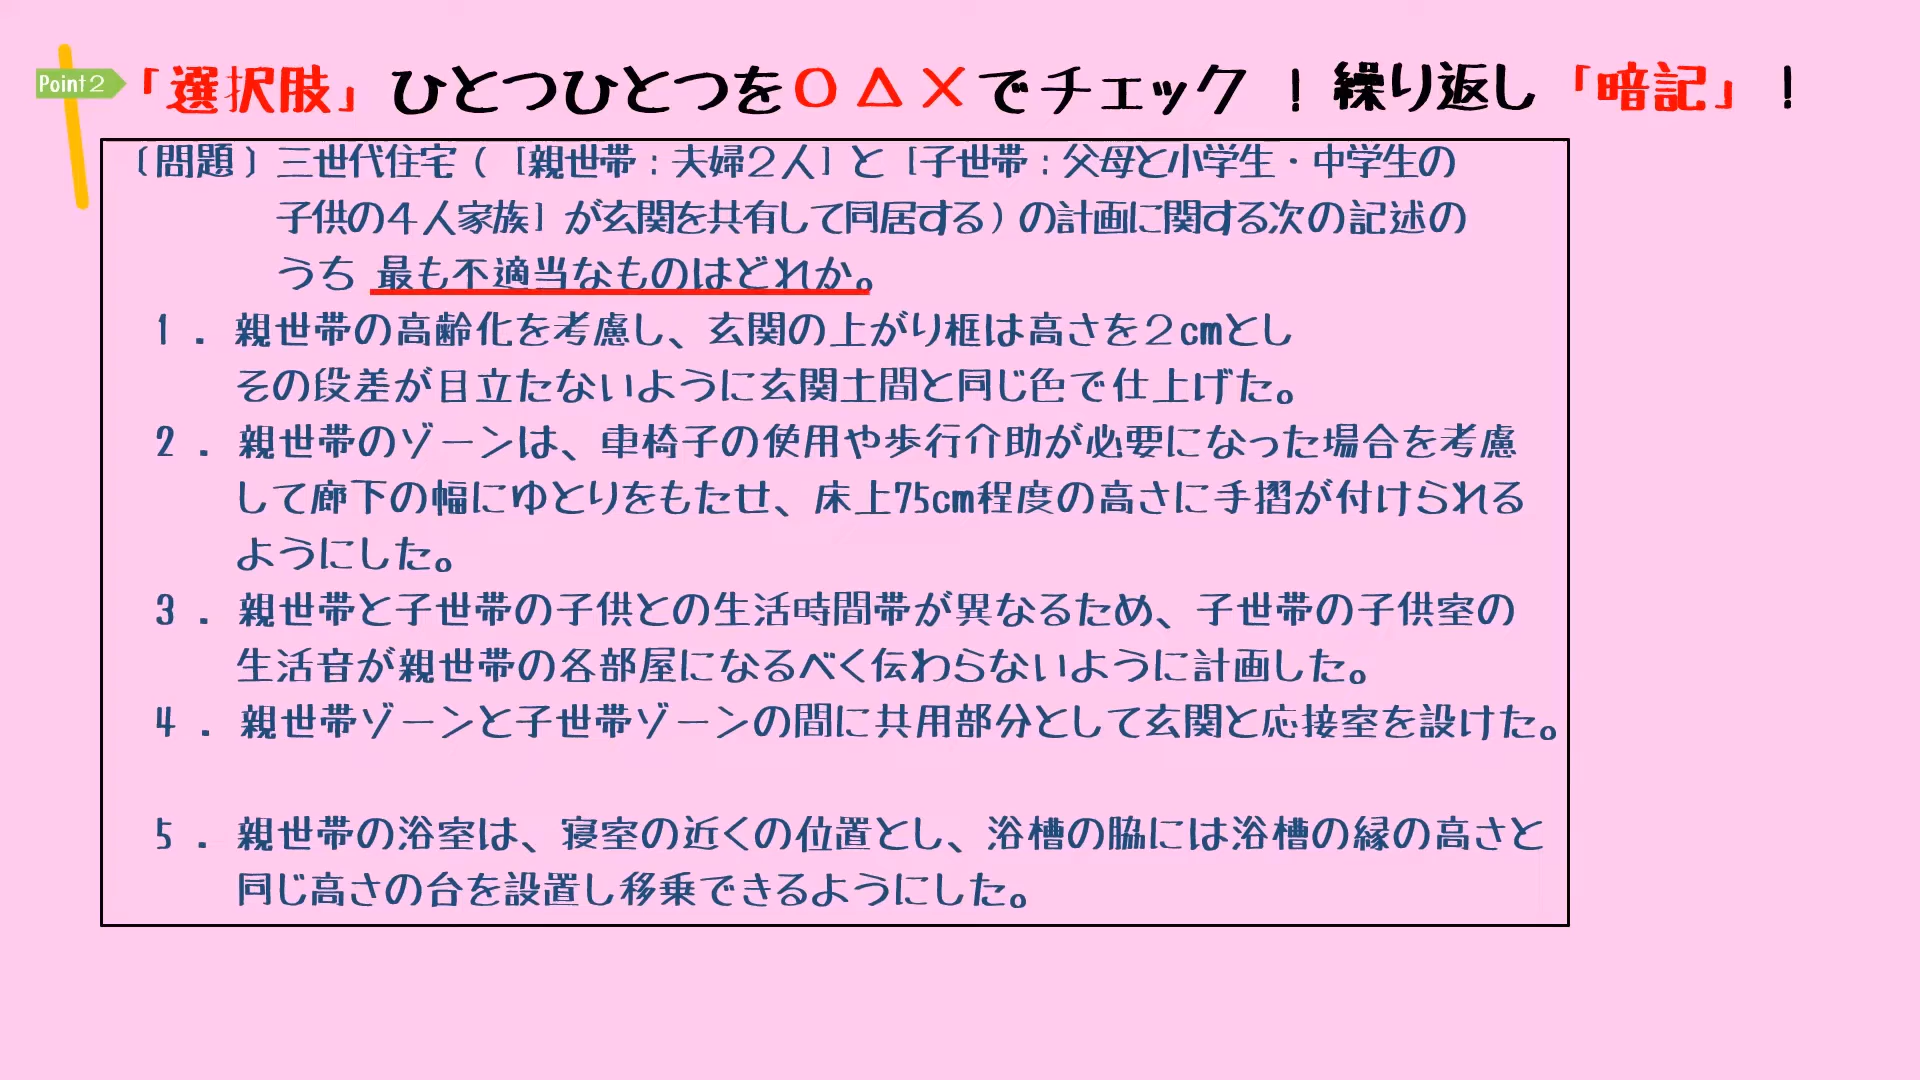 Point２
「選択肢」ひとつひとつを○△×でチェック！繰り返し「暗記」！
〔問題〕三世代住宅（［親世帯：夫婦２人］と［子世帯：父母と小学生・中学生の
子供の４人家族］が玄関を共有して同居する）の計画に関する次の記述の
うち 最も不適当なものはどれか。
1．親世帯の高齢化を考慮し、玄関の上がり框は高さを２cmとし
その段差が目立たないように玄関土間と同じ色で仕上げた。
2．親世帯のゾーンは、車椅子の使用や歩行介助が必要になった場合を考慮
して廊下の幅にゆとりをもたせ、床上75cm程度の高さに手摺が付けられる
ようにした。
3．親世帯と子世帯の子供との生活時間帯が異なるため、子世帯の子供室の
生活音が親世帯の各部屋になるべく伝わらないように計画した。
4．親世帯ゾーンと子世帯ゾーンの間に共用部分として玄関と応接室を設けた。
5．親世帯の浴室は、寝室の近くの位置とし、浴槽の脇には浴槽の縁の高さと
同じ高さの台を設置し移乗できるようにした。